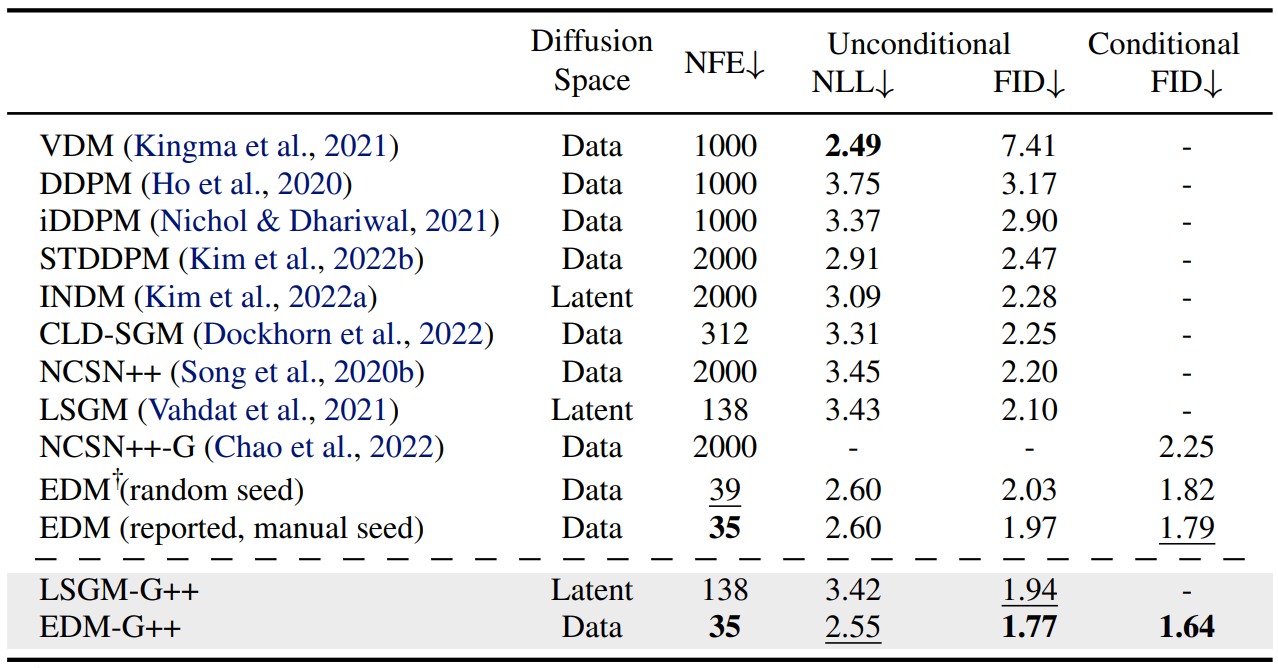 Diffusion Space NFE↓ Unconditional NLL↓ FID↓ Conditional FID↓
VDM (Kingma et al., 2021) Data 1000 2.49 7.41 -
DDPM (Ho et al., 2020) Data 1000 3.75 3.17 -
iDDPM (Nichol & Dhariwal, 2021) Data 1000 3.37 2.90 -
STDDPM (Kim et al., 2022b) Data 2000 2.91 2.47 -
INDM (Kim et al., 2022a) Latent 2000 3.09 2.28 -
CLD-SGM (Dockhorn et al., 2022) Data 312 3.31 2.25 -
NCSN++ (Song et al., 2020b) Data 2000 3.45 2.20 -
LSGM (Vahdat et al., 2021) Latent 138 3.43 2.10 -
NCSN++-G (Chao et al., 2022) Data 2000 - - 2.25
EDM†(random seed) Data 39 2.60 2.03 1.82
EDM (reported, manual seed) Data 35 2.60 1.97 1.79
LSGM-G++ Latent 138 3.42 1.94 -
EDM-G++ Data 35 2.55 1.77 1.64